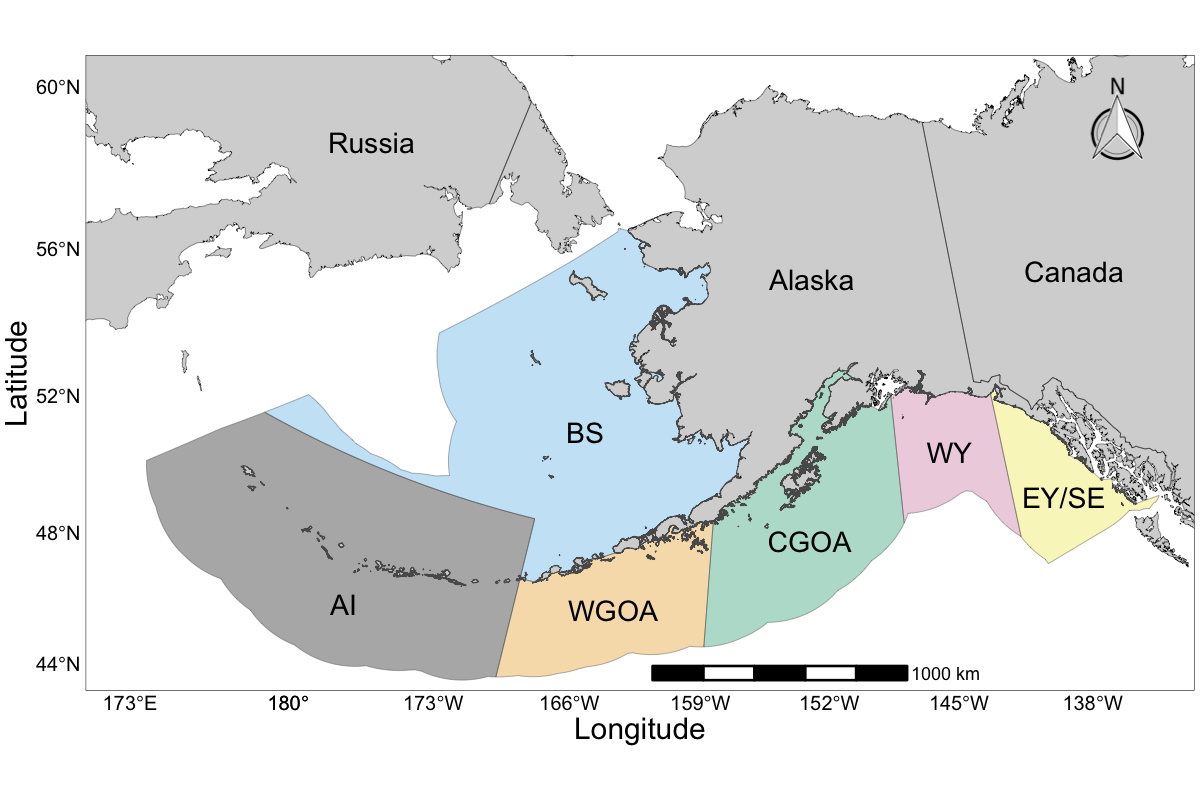 N
60°N
Russia
56°N
Alaska
Canada
Latitude
52°N
BS
WY
EY/SE
48°N
CGOA
AI
WGOA
44°N
1000 km
173°E
180°
173°W
166°W
159°W
152°W
145°W
138°W
Longitude